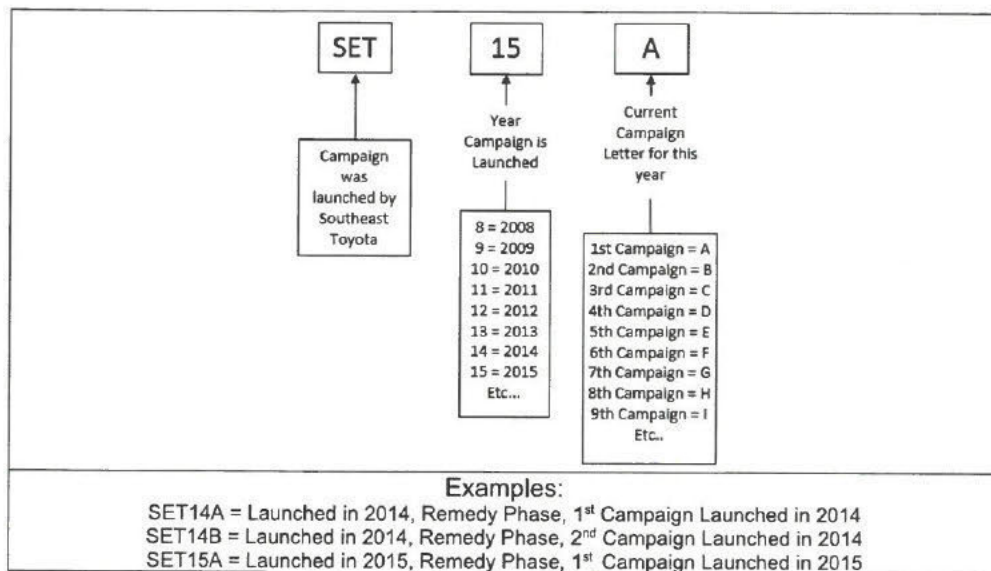 SET
15
A
Campaign
was
launched by
Southeast
Toyota
Year
Campaign is
Launched
8 = 2008
9 = 2009
10 = 2010
11 = 2011
12 = 2012
13 = 2013
14 = 2014
15 = 2015
Etc...
Current
Campaign
Letter for this
year
1st Campaign = A
2nd Campaign = B
3rd Campaign = C
4th Campaign = D
5th Campaign = E
6th Campaign = F
7th Campaign = G
8th Campaign = H
9th Campaign = I
Etc..
Examples:
SET14A = Launched in 2014, Remedy Phase, 1st Campaign Launched in 2014
SET14B = Launched in 2014, Remedy Phase, 2nd Campaign Launched in 2014
SET15A = Launched in 2015, Remedy Phase, 1st Campaign Launched in 2015